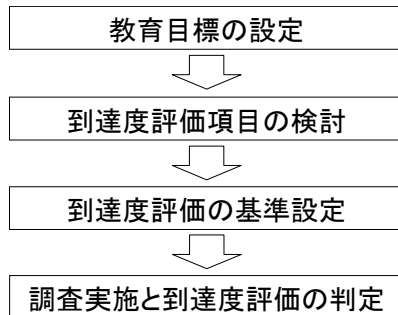 教育目標の設定
到達度評価項目の検討
到達度評価の基準設定
調査実施と到達度評価の判定